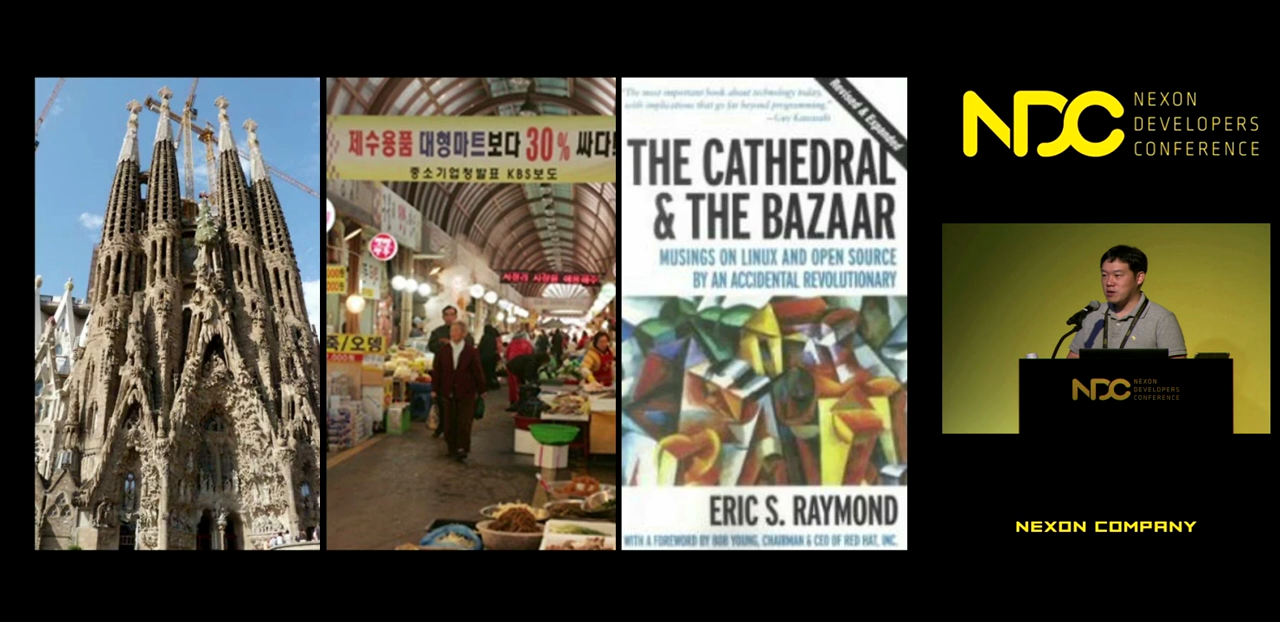 제수용품 대형마트보다 30% 싸다!
중소기업청발표 KBS보도
죽/오뎅
"The most important book about technology today,
with implications that go far beyond programming."
—Guy Kawasaki
Revised & Expanded
THE CATHEDRAL
& THE BAZAAR
MUSINGS ON LINUX AND OPEN SOURCE
BY AN ACCIDENTAL REVOLUTIONARY
ERIC S. RAYMOND
WITH A FOREWORD BY BOB YOUNG, CHAIRMAN & CEO OF RED HAT, INC.
NDC NEXON
DEVELOPERS
CONFERENCE
NDC NEXON
DEVELOPERS
CONFERENCE
NEXON COMPANY